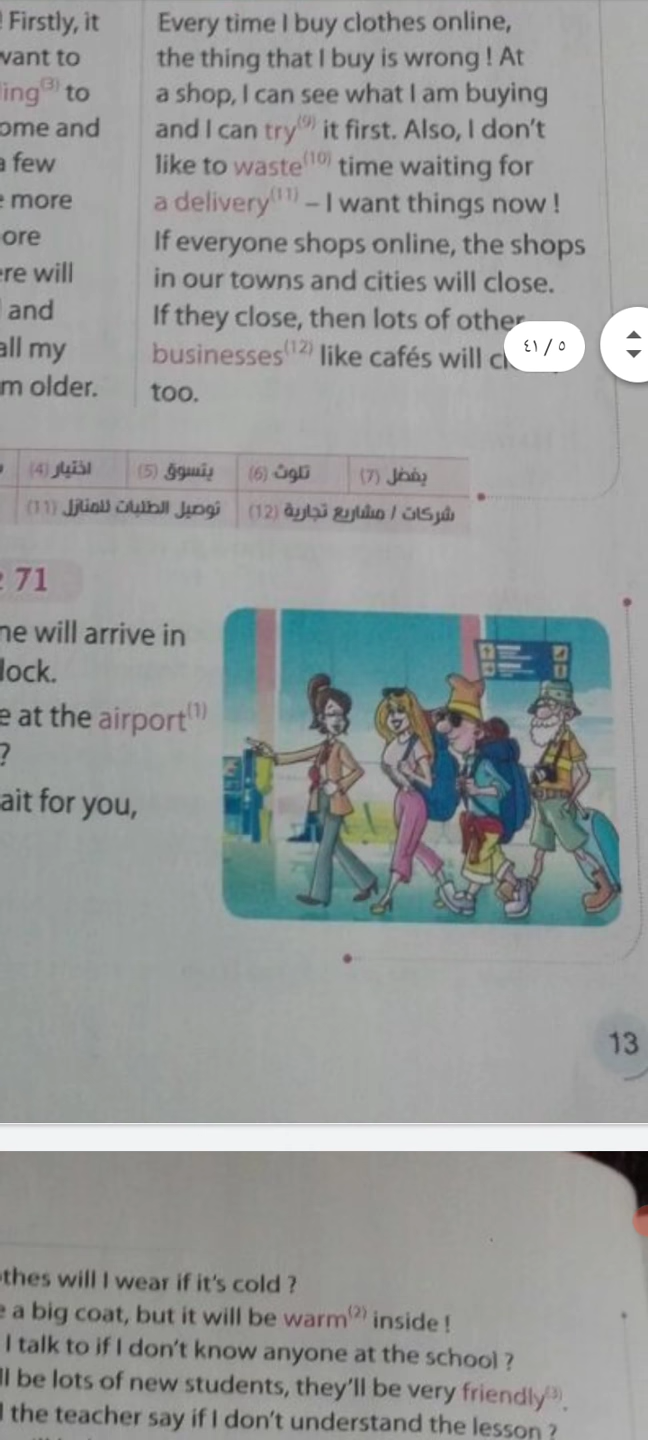 Firstly, it
want to
ing(3) to
ome and
a few
more
ore
re will
and
all my
m older.
Every time I buy clothes online,
the thing that I buy is wrong ! At
a shop, I can see what I am buying
and I can try(9) it first. Also, I don't
like to waste(10) time waiting for
a delivery(11) – I want things now !
If everyone shops online, the shops
in our towns and cities will close.
If they close, then lots of other
businesses(12) like cafés will
too.
٤١ / ٥
(4) اختيار (5) يتسوق (6) تلوث (7) يفضل
(11) توصيل الطلبات للمنازل (12) شركات / مشاريع تجارية
71
ne will arrive in
lock.
e at the airport(1)
?
ait for you,
13
thes will I wear if it's cold ?
e a big coat, but it will be warm(2) inside !
I talk to if I don't know anyone at the school ?
ll be lots of new students, they'll be very friendly(3).
the teacher say if I don't understand the lesson ?